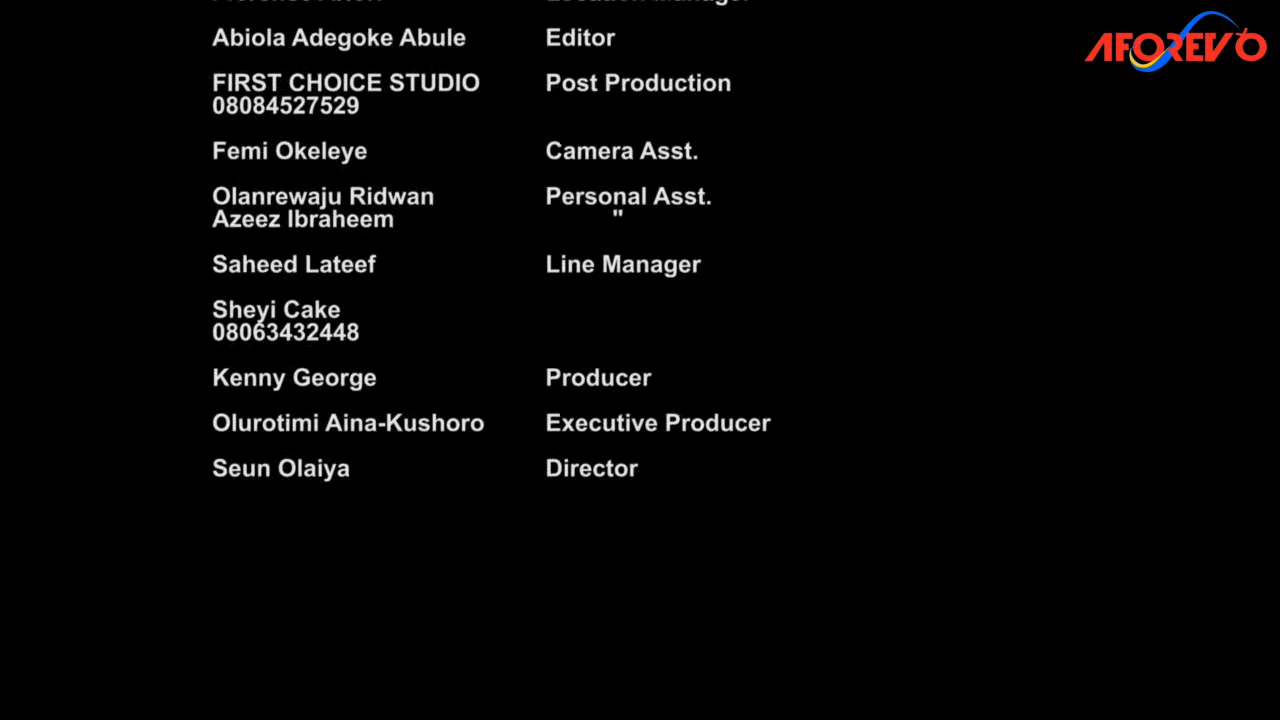 Location Manager
Abiola Adegoke Abule Editor
FIRST CHOICE STUDIO Post Production
08084527529
Femi Okeleye Camera Asst.
Olanrewaju Ridwan Personal Asst.
Azeez Ibraheem "
Saheed Lateef Line Manager
Sheyi Cake
08063432448
Kenny George Producer
Olurotimi Aina-Kushoro Executive Producer
Seun Olaiya Director
AFOREVO